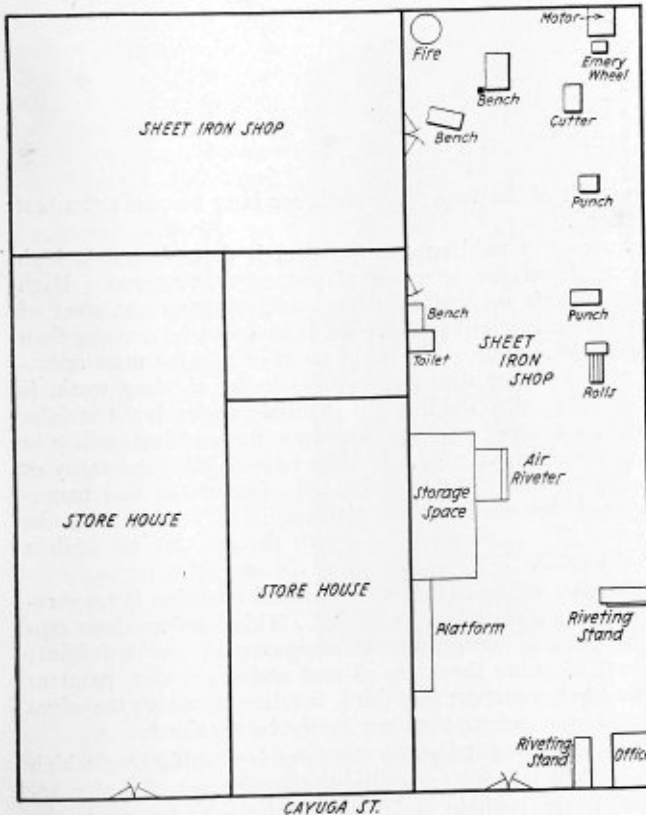 Motor
Fire
Emery
Wheel
Bench
Cutter
Bench
SHEET IRON SHOP
Punch
Bench
Punch
Toilet
SHEET
IRON
SHOP
Rolls
Air
Riveter
Storage
Space
STORE HOUSE
STORE HOUSE
Platform
Riveting
Stand
Riveting
Stand
Office
CAYUGA ST.